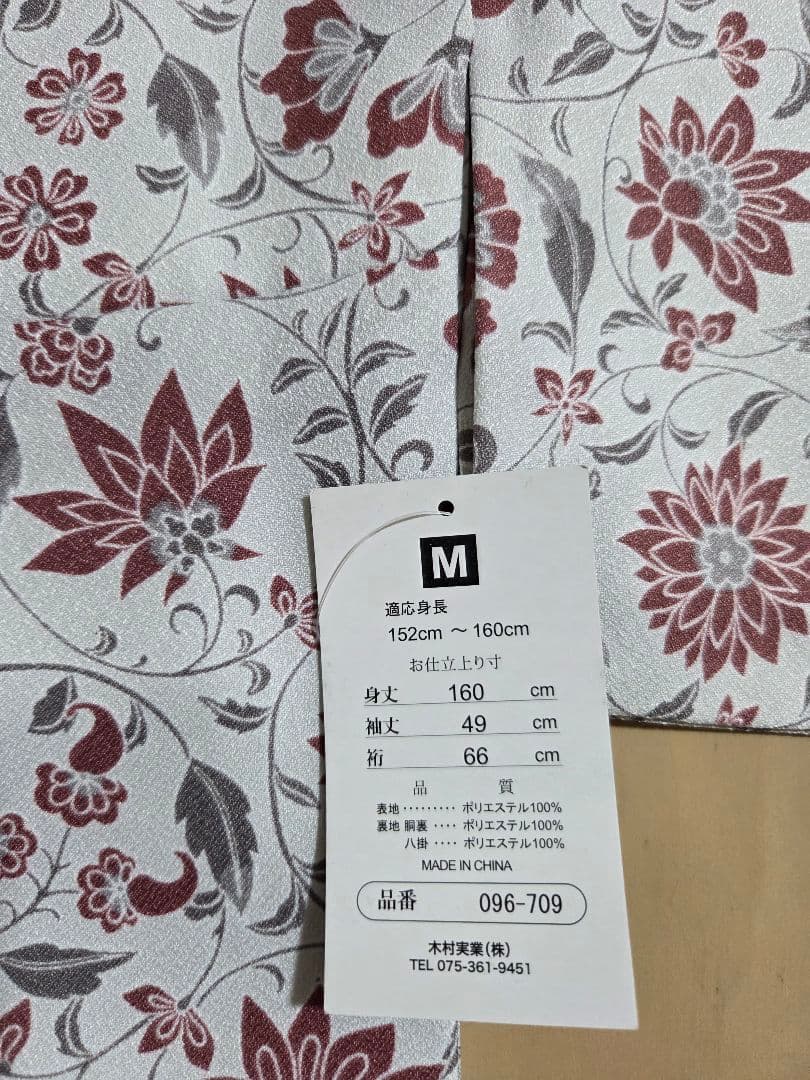 M
適応身長
152cm ～ 160cm
お仕立上り寸
身丈 160 cm
袖丈 49 cm
裄 66 cm
品 質
表地 ‥‥‥‥‥ ポリエステル100%
裏地 胴裏 ‥‥ ポリエステル100%
八掛 ‥‥ ポリエステル100%
MADE IN CHINA
品番 096-709
木村実業(株)
TEL 075-361-9451